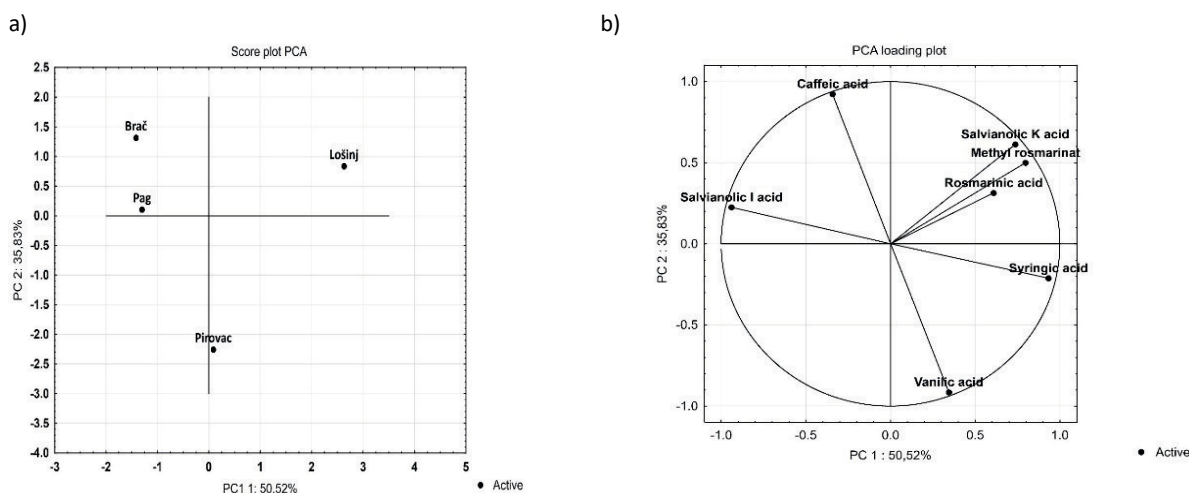 a)
Score plot PCA
2.5
2.0
1.5
1.0
0.5
0.0
-0.5
-1.0
-1.5
-2.0
-2.5
-3.0
-3.5
-4.0
PC 2: 35,83%
Brač
Lošinj
Pag
Pirovac
-3 -2 -1 0 1 2 3 4 5
PC1 1: 50.52%
Active
b)
PCA loading plot
1.0
0.5
0.0
-0.5
-1.0
PC 2 : 35,83%
Caffeic acid
Salvianolic K acid
Methyl rosmarinat
Rosmarinic acid
Salvianolic I acid
Syringic acid
Vanilic acid
-1.0 -0.5 0.0 0.5 1.0
PC 1 : 50,52%
Active